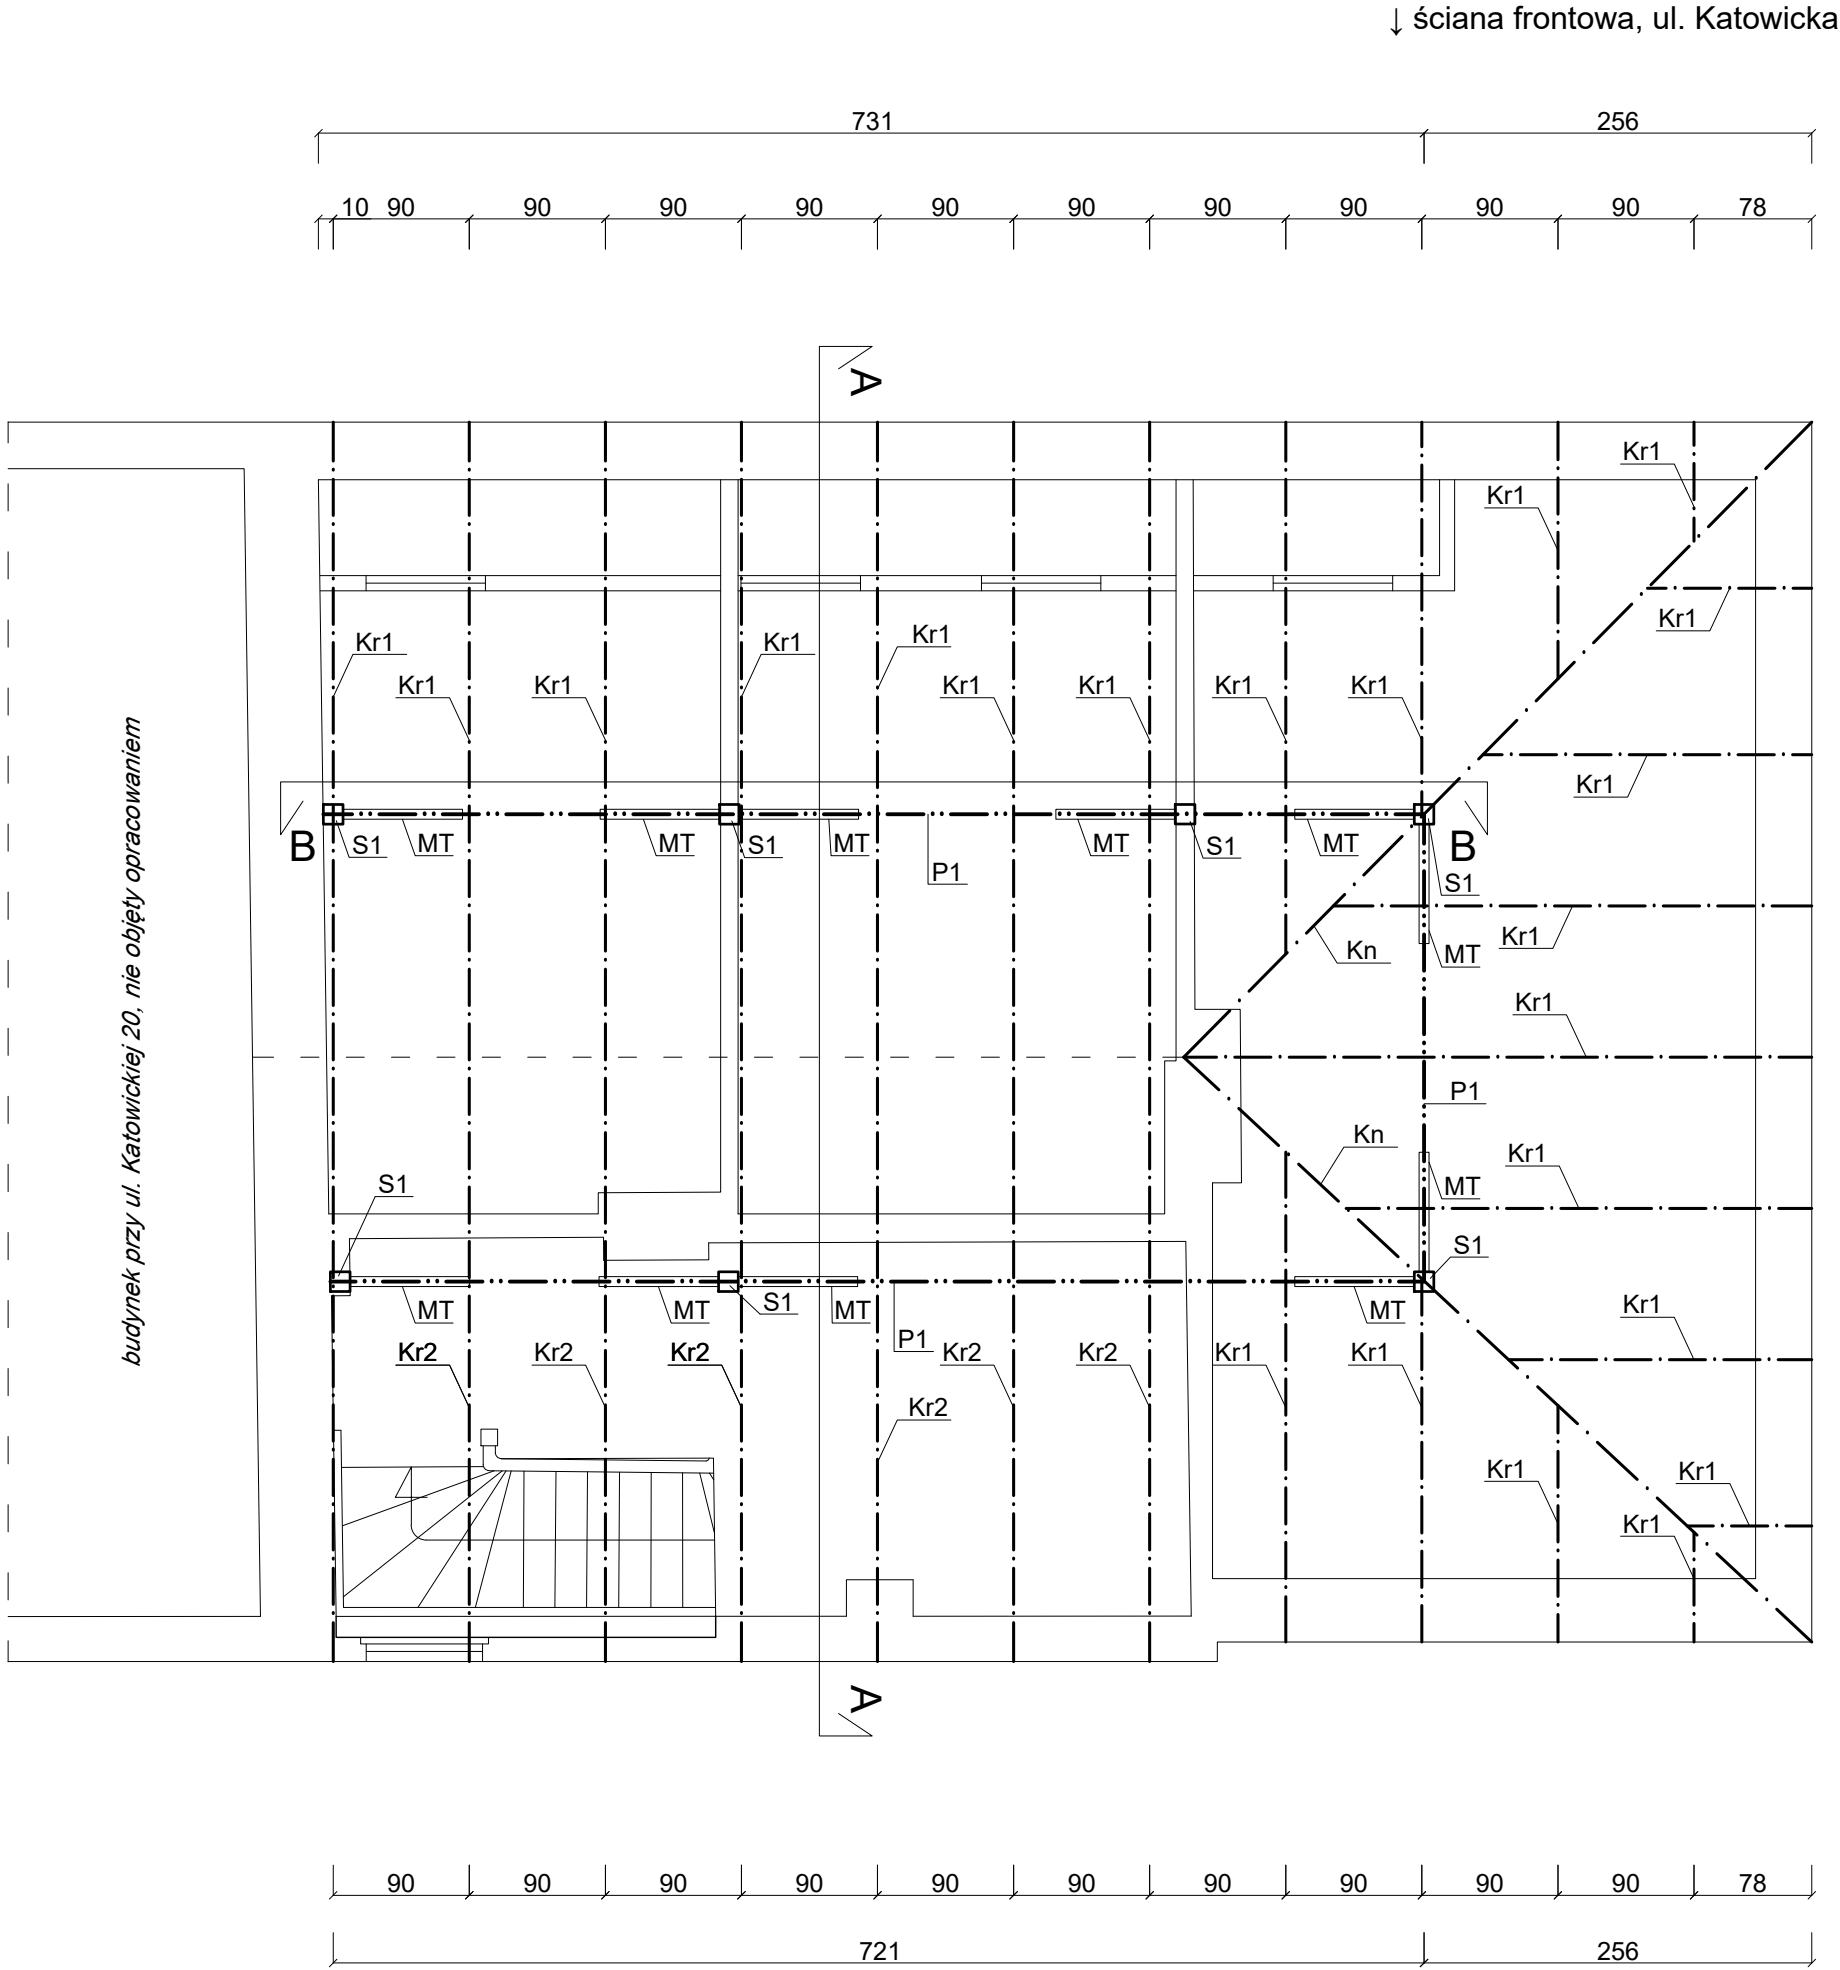 ↓ ściana frontowa, ul. Katowicka
731 256
10 90 90 90 90 90 90 90 90 90 90 78
A
Kr1
Kr1
Kr1
Kr1 Kr1 Kr1
Kr1 Kr1 Kr1 Kr1 Kr1 Kr1
Kr1
B S1 MT MT S1 MT MT S1 MT B
P1 S1
Kr1
Kn MT
Kr1
budynek przy ul. Katowickiej 20, nie objęty opracowaniem
P1
Kn
Kr1
S1 MT
S1
MT MT S1 MT MT Kr1
P1
Kr2 Kr2 Kr2 Kr2 Kr2 Kr1 Kr1
Kr2
Kr1 Kr1
Kr1
A
90 90 90 90 90 90 90 90 90 90 78
721 256